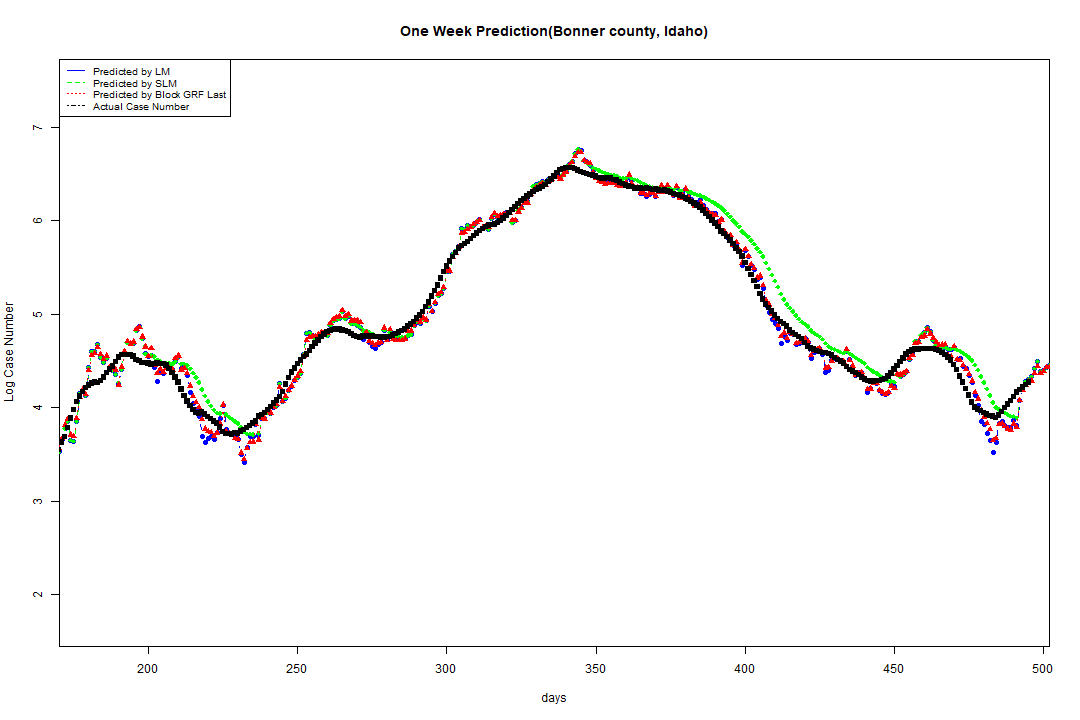 One Week Prediction(Bonner county, Idaho)
Predicted by LM
Predicted by SLM
Predicted by Block GRF Last
Actual Case Number
Log Case Number
7
6
5
4
3
2
200 250 300 350 400 450 500
days